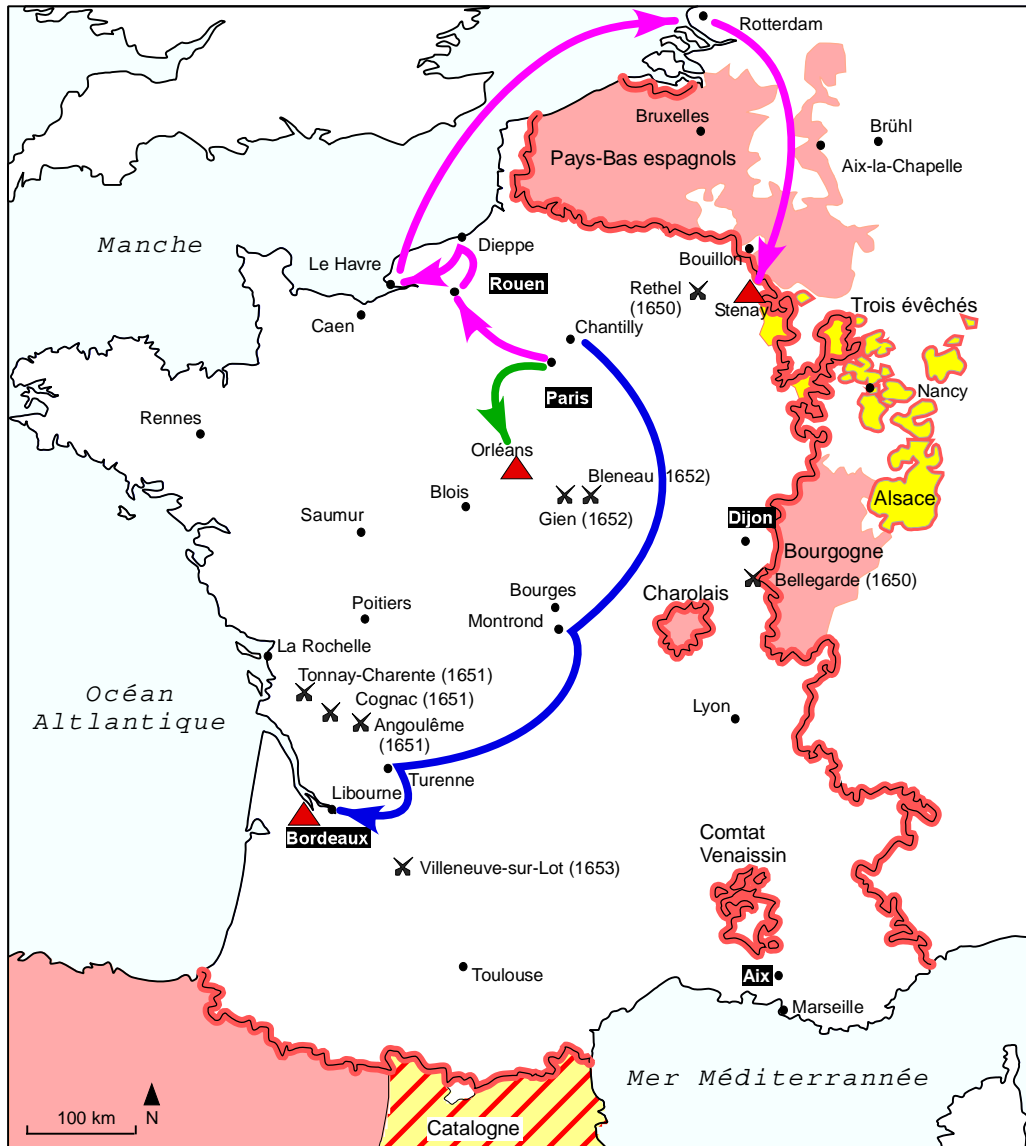 Rotterdam
Bruxelles
Brühl
Pays-Bas espagnols
Aix-la-Chapelle
Manche
Dieppe
Le Havre
Bouillon
Rouen
Rethel
(1650)
Stenay
Trois évêchés
Caen
Chantilly
Paris
Nancy
Rennes
Orléans
Bleneau (1652)
Blois
Gien (1652)
Alsace
Saumur
Dijon
Bourgogne
Bellegarde (1650)
Bourges
Charolais
Poitiers
Montrond
La Rochelle
Tonnay-Charente (1651)
Océan
Altlantique
Cognac (1651)
Angoulême
(1651)
Lyon
Turenne
Libourne
Bordeaux
Comtat
Venaissin
Villeneuve-sur-Lot (1653)
Toulouse
Aix
Marseille
Mer Méditerrannée
100 km
N
Catalogne